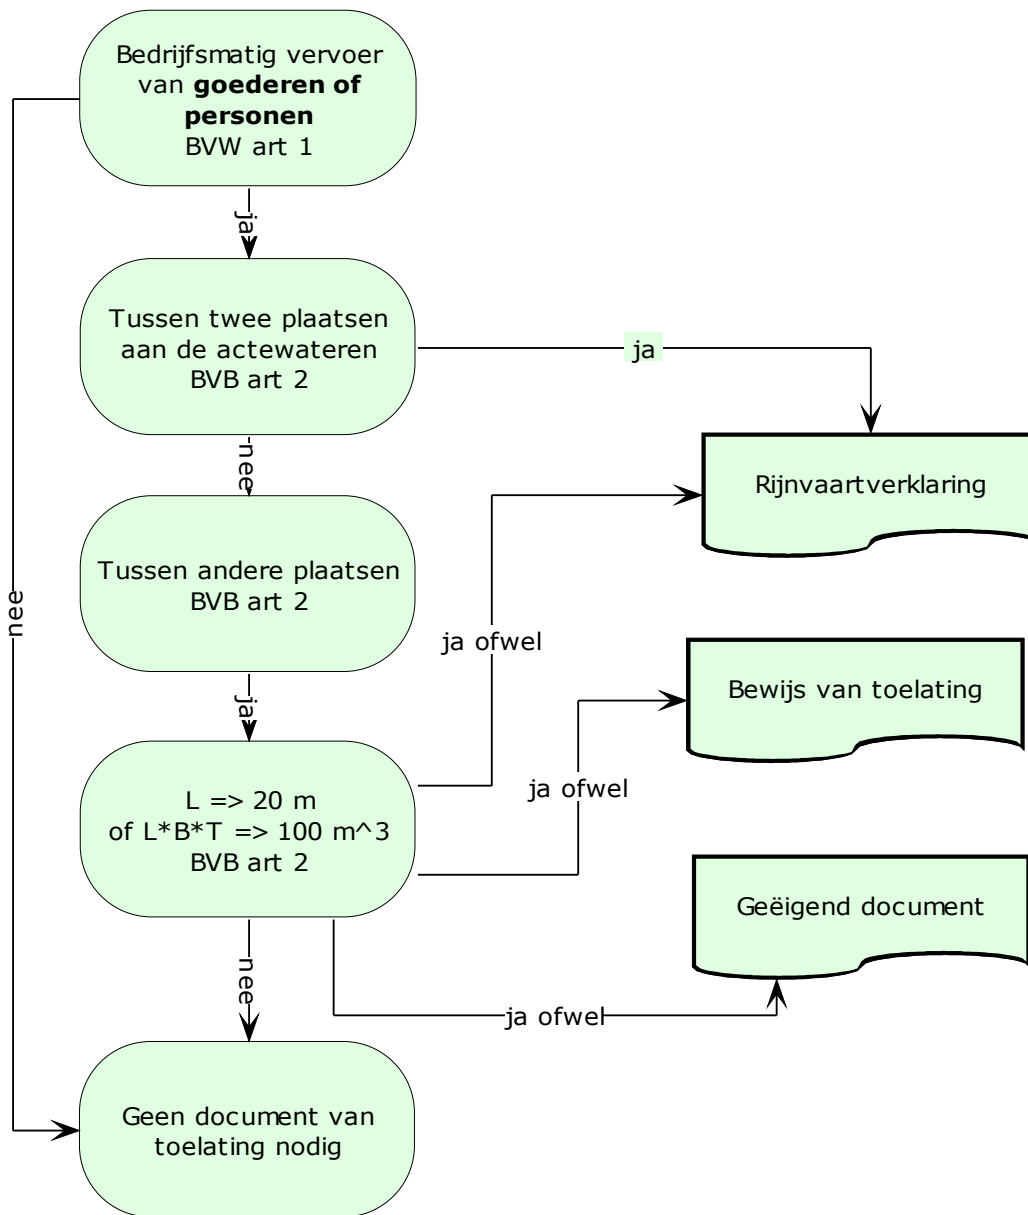 Bedrijfsmatig vervoer
van goederen of
personen
BVW art 1
ja
Tussen twee plaatsen
aan de actewateren
BVB art 2
ja
nee
Rijnvaartverklaring
Tussen andere plaatsen
BVB art 2
nee
ja ofwel
ja
Bewijs van toelating
L => 20 m
of L*B*T => 100 m^3
BVB art 2
ja ofwel
Geëigend document
nee
ja ofwel
Geen document van
toelating nodig